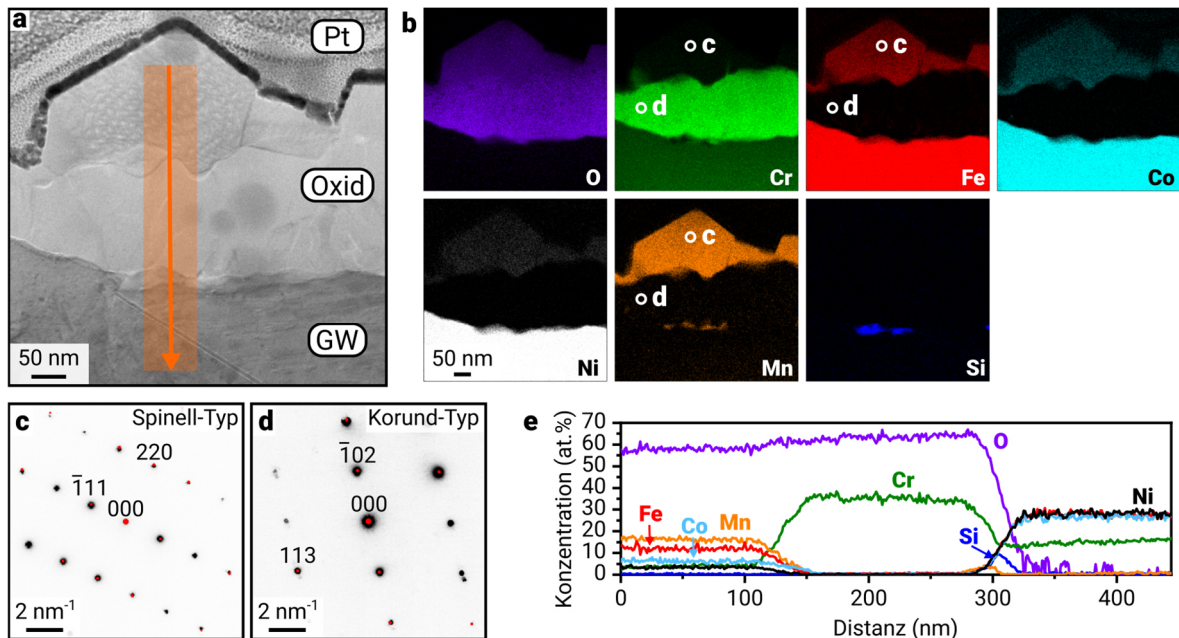 a
Pt
Oxid
GW
50 nm
b
O
c
d
Cr
c
d
Fe
Co
Ni
50 nm
c
d
Mn
Si
c
Spinell-Typ
220
1̅11
000
2 nm⁻¹
d
Korund-Typ
1̅02
000
113
2 nm⁻¹
e
Konzentration (at.%)
70
60
50
40
30
20
10
0
O
Cr
Fe
Co
Mn
Si
Ni
0
100
200
300
400
Distanz (nm)